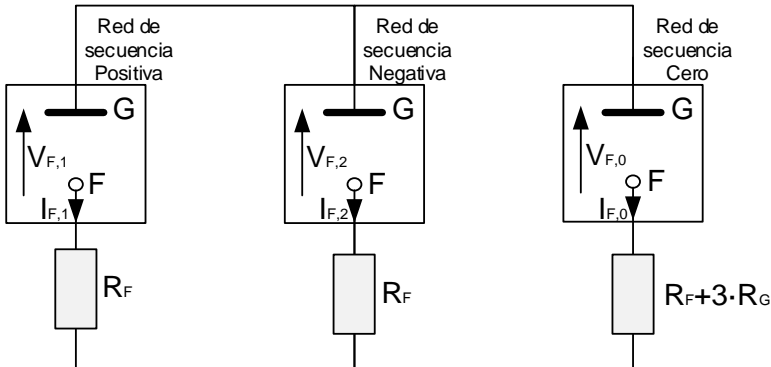 Red de
secuencia
Positiva
Red de
secuencia
Negativa
Red de
secuencia
Cero
G
G
G
VF,1
VF,2
VF,0
F
F
F
IF,1
IF,2
IF,0
RF
RF
RF+3·RG